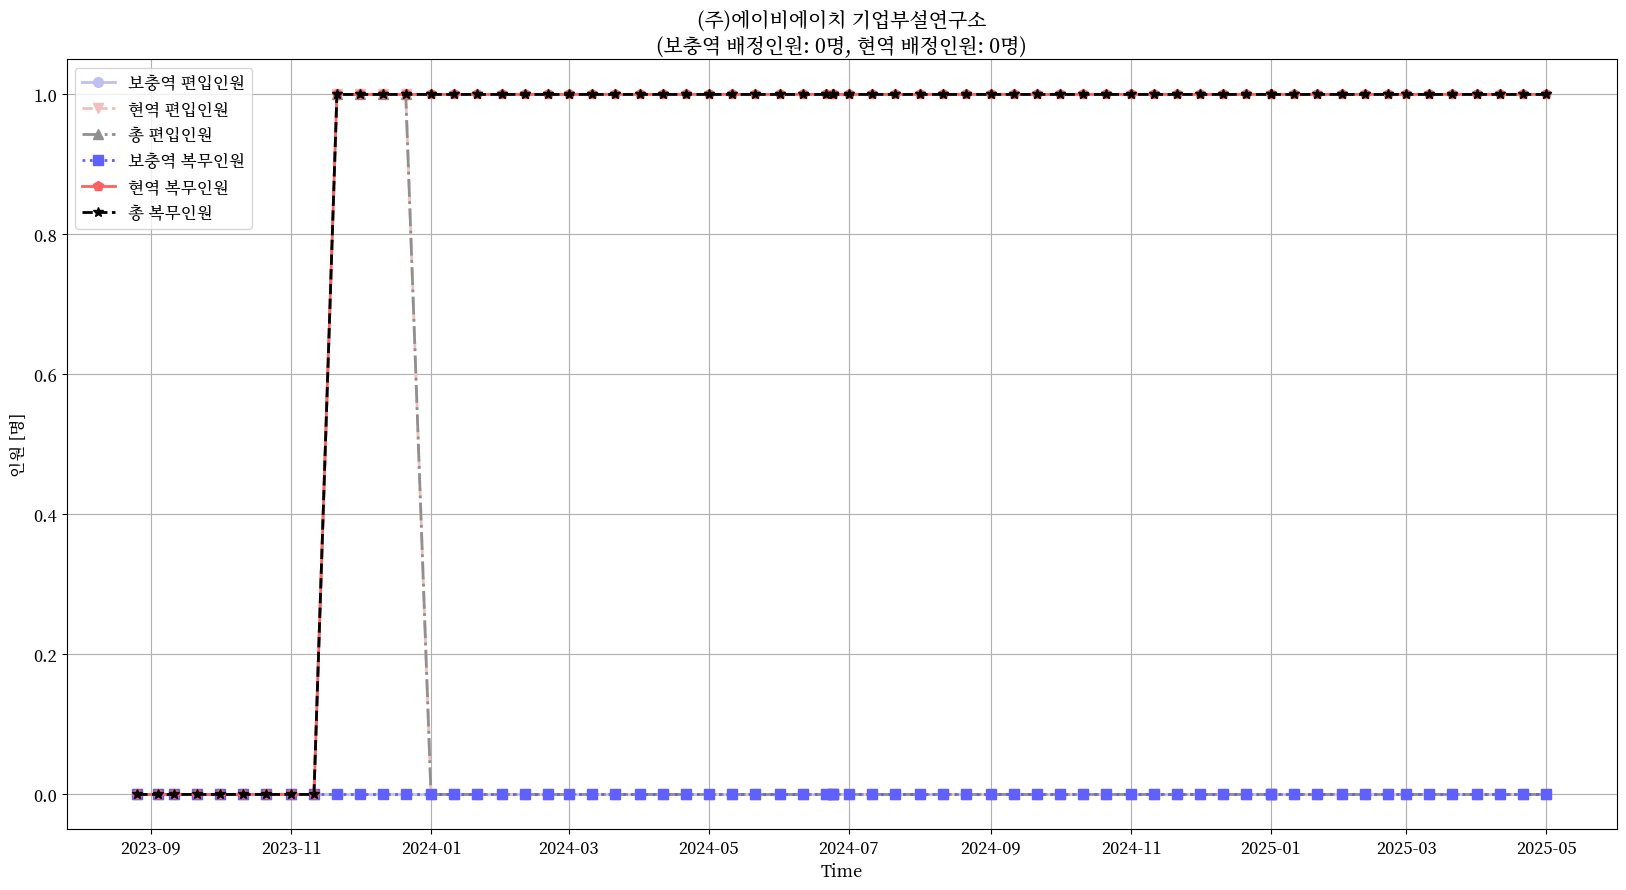 (주)에이비에이치 기업부설연구소
(보충역 배정인원: 0명, 현역 배정인원: 0명)
보충역 편입인원
현역 편입인원
총 편입인원
보충역 복무인원
현역 복무인원
총 복무인원
인원 [명]
1.0
0.8
0.6
0.4
0.2
0.0
2023-09
2023-11
2024-01
2024-03
2024-05
2024-07
2024-09
2024-11
2025-01
2025-03
2025-05
Time